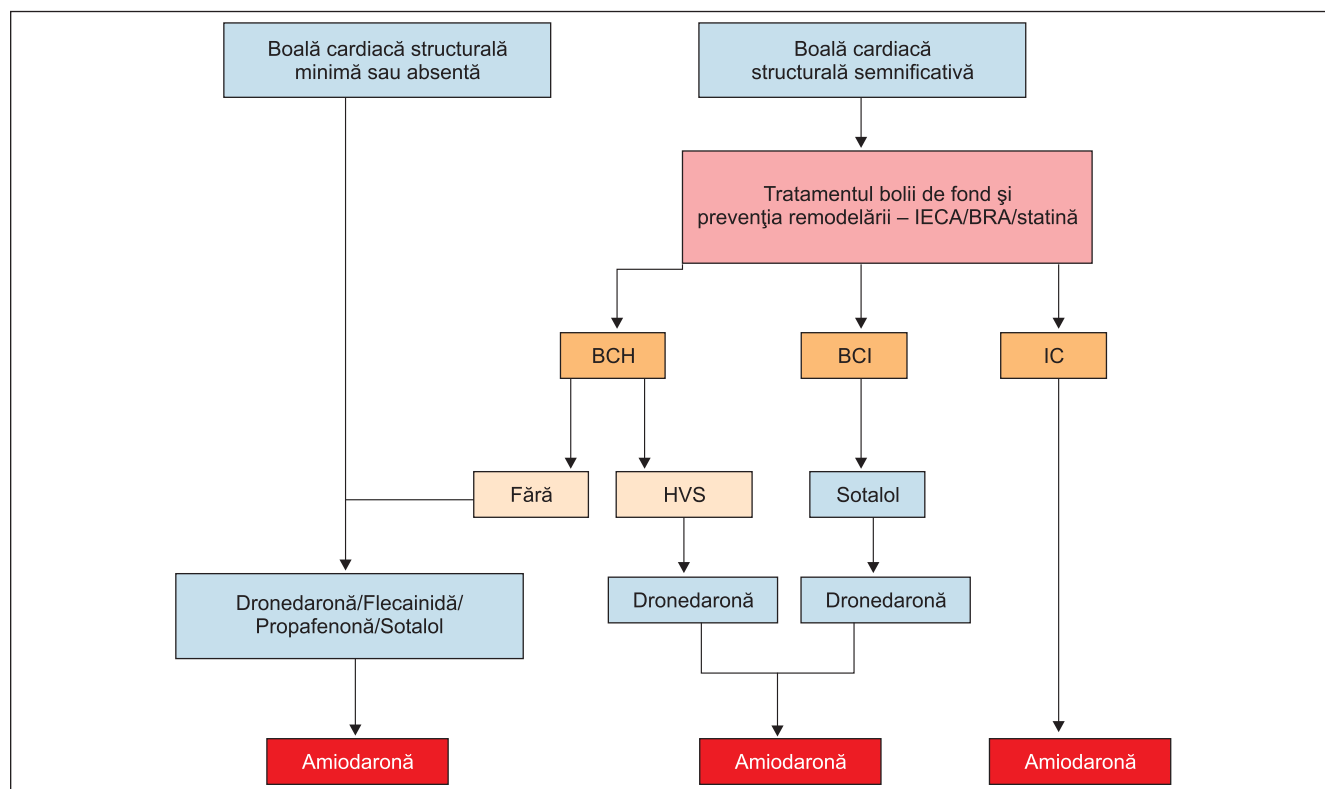 Boală cardiacă structurală
minimă sau absentă
Boală cardiacă
structurală semnificativă
Tratamentul bolii de fond şi
prevenţia remodelării – IECA/BRA/statină
BCH
BCI
IC
Fără
HVS
Sotalol
Dronedaronă/Flecainidă/
Propafenonă/Sotalol
Dronedaronă
Dronedaronă
Amiodaronă
Amiodaronă
Amiodaronă